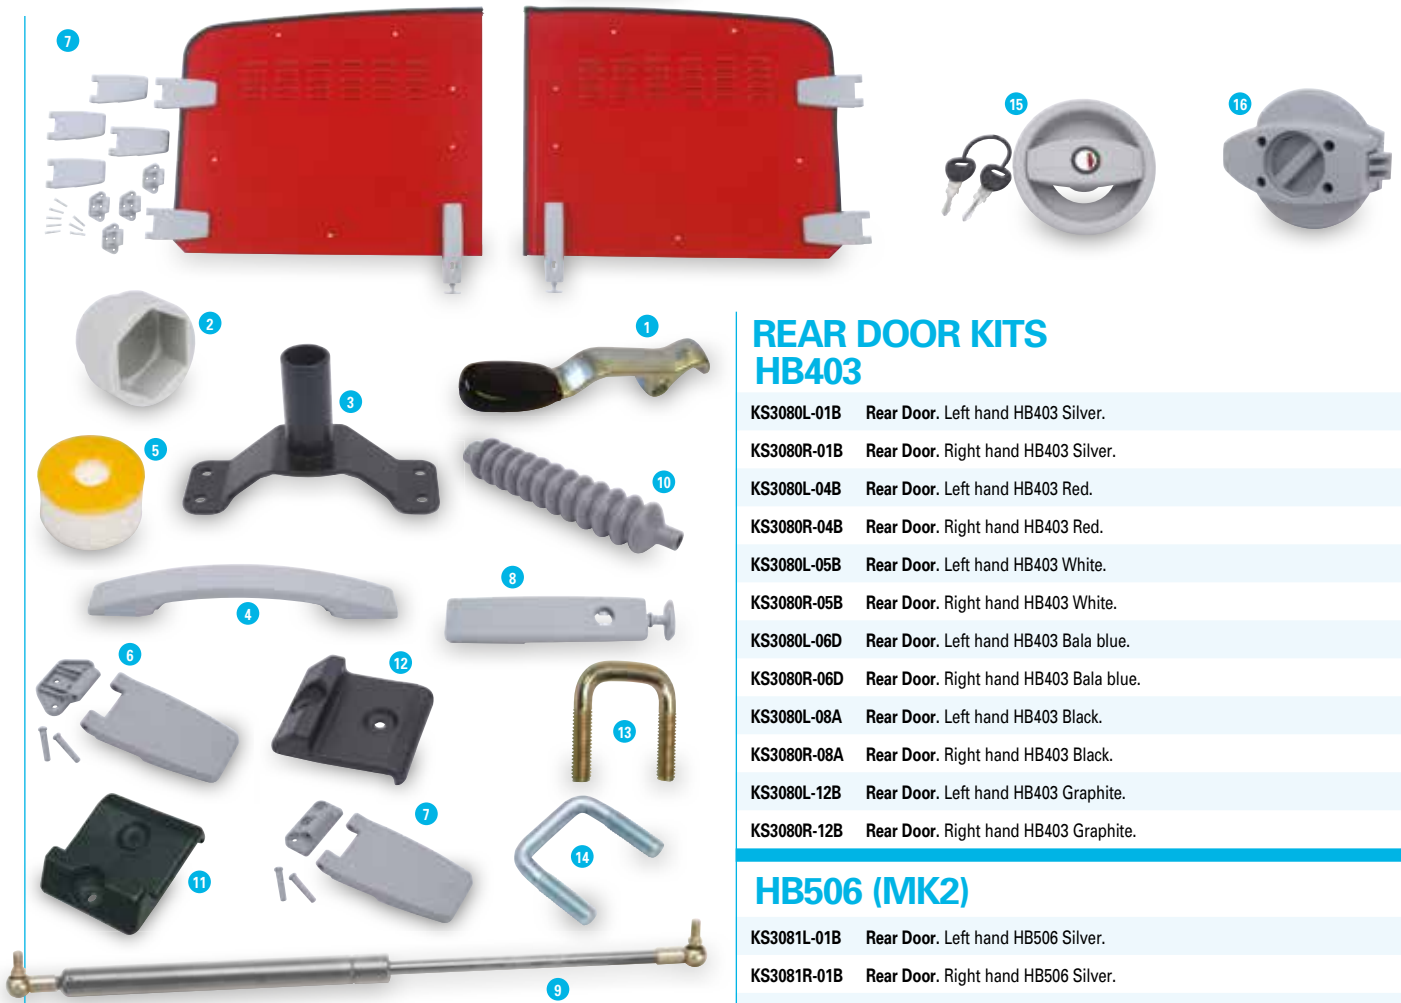 7
15
16
2
1
3
5
10
8
4
6
12
13
7
14
11
9
REAR DOOR KITS
HB403
KS3080L-01B Rear Door. Left hand HB403 Silver.
KS3080R-01B Rear Door. Right hand HB403 Silver.
KS3080L-04B Rear Door. Left hand HB403 Red.
KS3080R-04B Rear Door. Right hand HB403 Red.
KS3080L-05B Rear Door. Left hand HB403 White.
KS3080R-05B Rear Door. Right hand HB403 White.
KS3080L-06D Rear Door. Left hand HB403 Bala blue.
KS3080R-06D Rear Door. Right hand HB403 Bala blue.
KS3080L-08A Rear Door. Left hand HB403 Black.
KS3080R-08A Rear Door. Right hand HB403 Black.
KS3080L-12B Rear Door. Left hand HB403 Graphite.
KS3080R-12B Rear Door. Right hand HB403 Graphite.
HB506 (MK2)
KS3081L-01B Rear Door. Left hand HB506 Silver.
KS3081R-01B Rear Door. Right hand HB506 Silver.